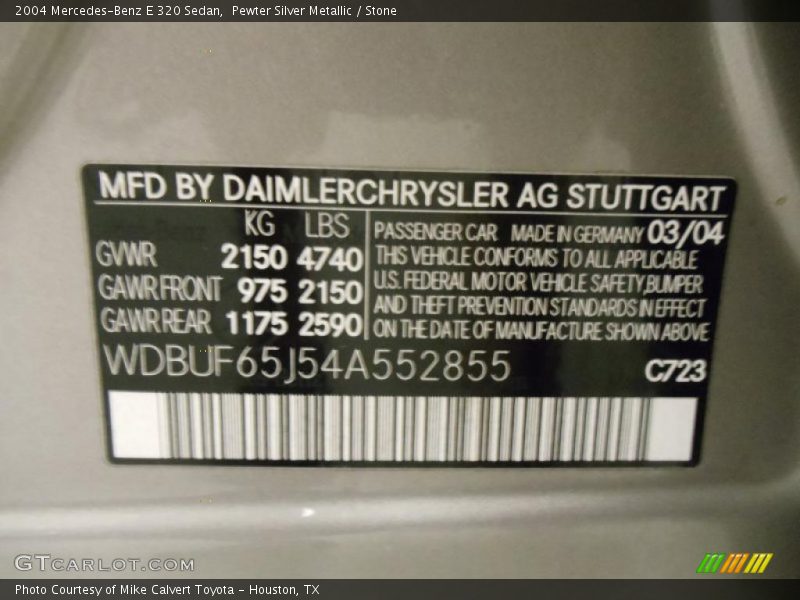 2004 Mercedes-Benz E 320 Sedan,  Pewter Silver Metallic / Stone
MFD BY DAIMLERCHRYSLER AG STUTTGART
KG LBS
GVWR 2150 4740
GAWR FRONT 975 2150
GAWR REAR 1175 2590
PASSENGER CAR MADE IN GERMANY 03/04
THIS VEHICLE CONFORMS TO ALL APPLICABLE
U.S. FEDERAL MOTOR VEHICLE SAFETY, BUMPER
AND THEFT PREVENTION STANDARDS IN EFFECT
ON THE DATE OF MANUFACTURE SHOWN ABOVE
WDBUF65J54A552855 C723
GTCARLOT.COM
Photo Courtesy of Mike Calvert Toyota - Houston, TX